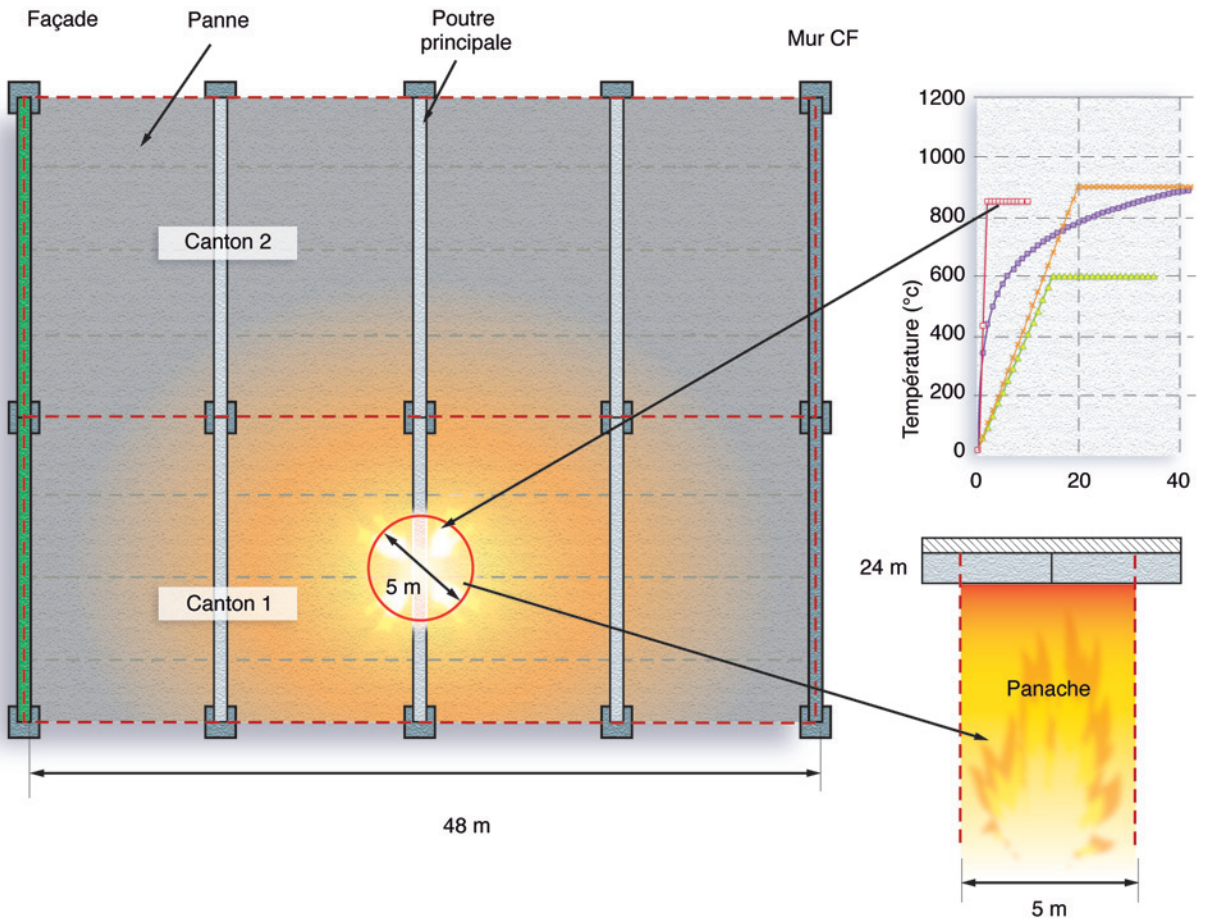 Façade
Panne
Poutre
principale
Mur CF
Canton 2
Canton 1
5 m
48 m
Température (°c)
1200
1000
800
600
400
200
0
0
20
40
24 m
Panache
5 m